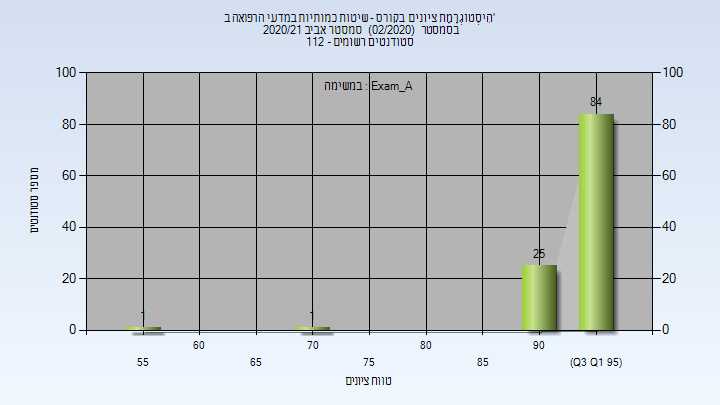 היסטוגרמת ציונים בקורס - שיטות כמותיות במדעי הרפואה ב'
בסמסטר (02/2020) סמסטר אביב 2020/21
סטודנטים רשומים - 112
במשימה : Exam_A
מספר סטודנטים
100 100
80 80
60 60
40 40
20 20
0 0
1 1 25 84
60 70 80 90
55 65 75 85 (Q3 Q1 95)
טווח ציונים